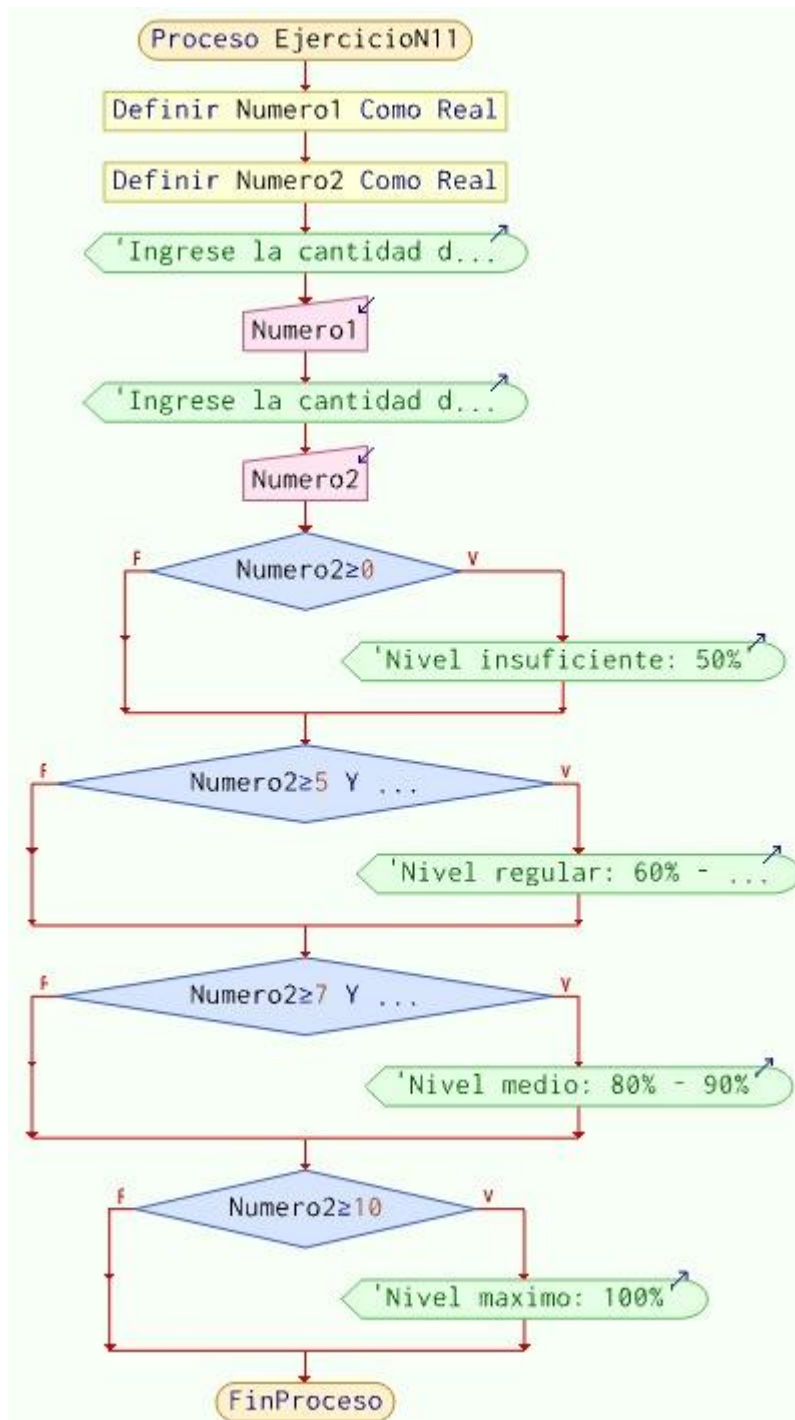 Proceso EjercicioN11
Definir Numero1 Como Real
Definir Numero2 Como Real
'Ingrese la cantidad d...
Numero1
'Ingrese la cantidad d...
Numero2
F
Numero2≥0
V
'Nivel insuficiente: 50%'
F
Numero2≥5 Y ...
V
'Nivel regular: 60% - ...
F
Numero2≥7 Y ...
V
'Nivel medio: 80% - 90%'
F
Numero2≥10
V
'Nivel maximo: 100%'
FinProceso